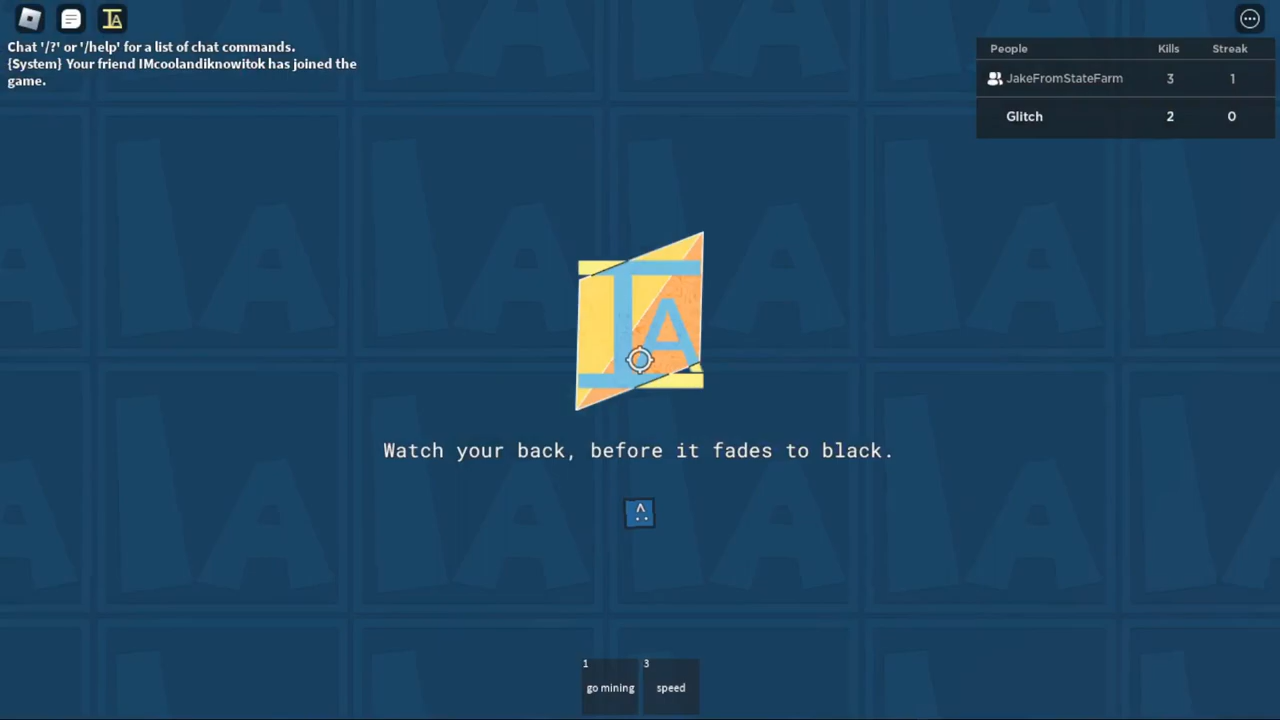 IA
Chat '/?' or '/help' for a list of chat commands.
{System} Your friend IMcoolandiknowitok has joined the
game.
People Kills Streak
JakeFromStateFarm 3 1
Glitch 2 0
IA
Watch your back, before it fades to black.
^
..
1
go mining
3
speed